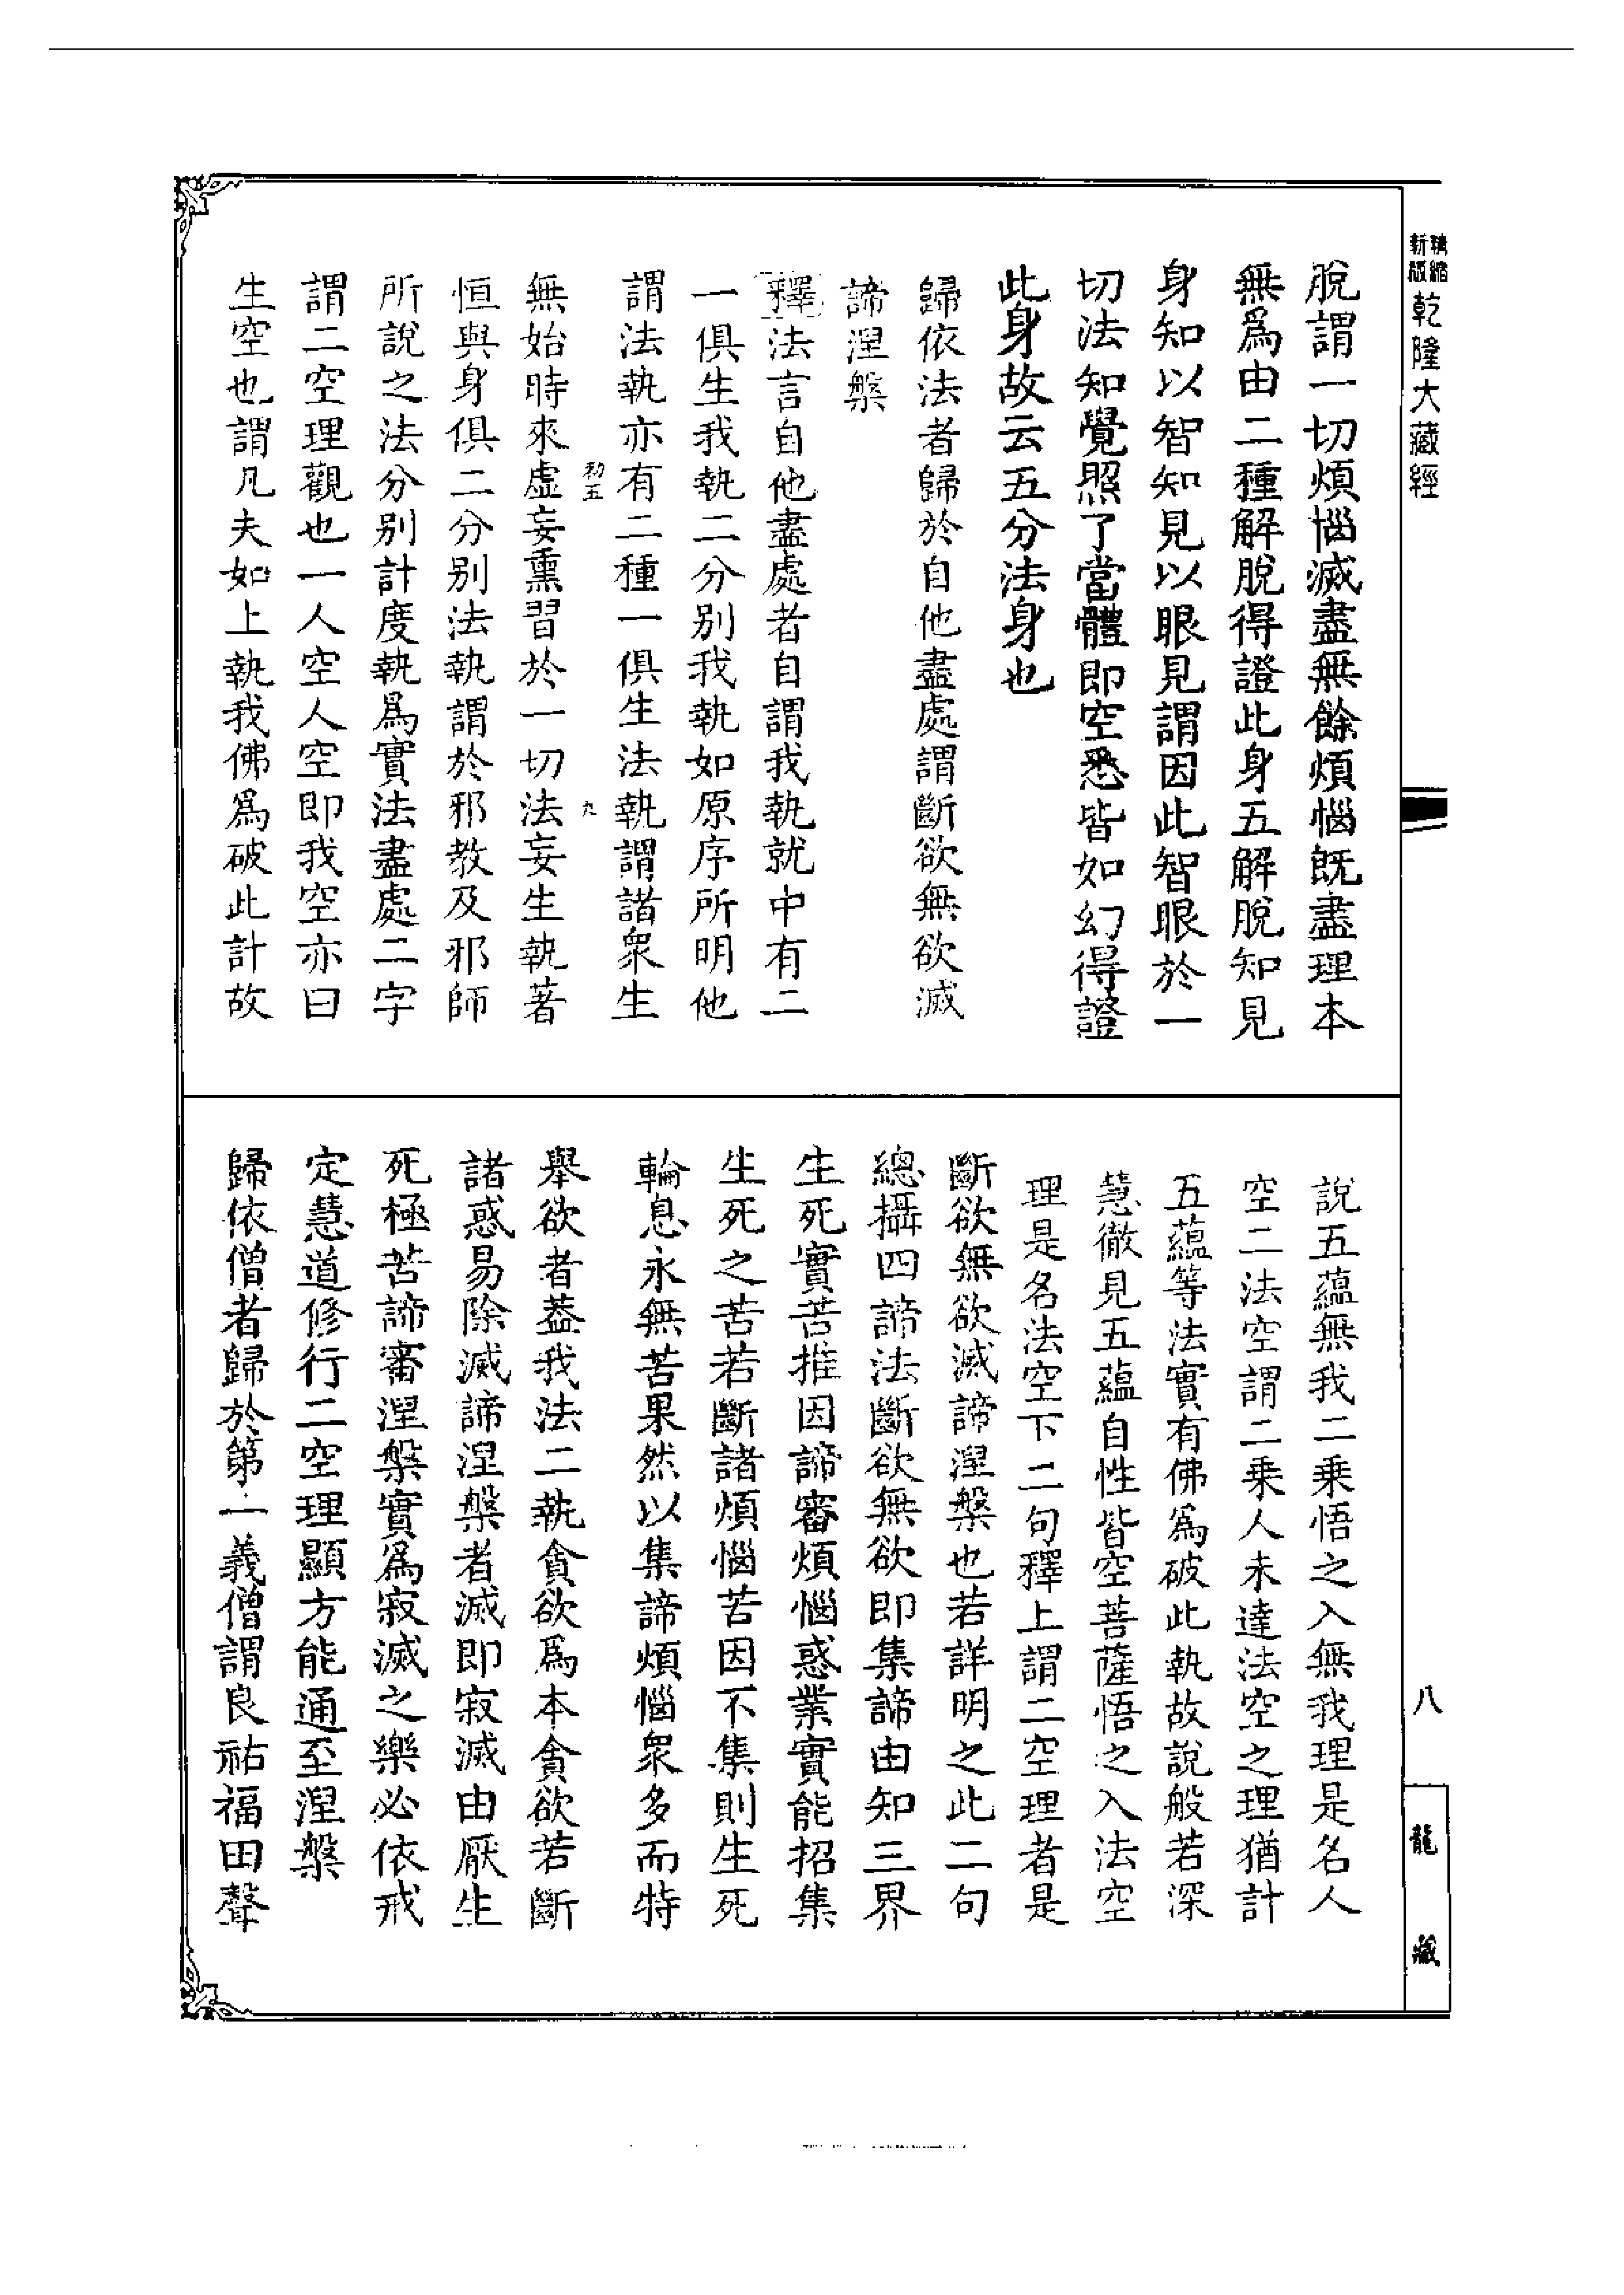 新版精縮
乾隆大藏經
脫謂一切煩惱滅盡無餘煩惱既盡理本
無爲由二種解脫得證此身五解脫知見
身知以智知見以眼見謂因此智眼於一
切法知覺照了當體即空悉皆如幻得證
此身故云五分法身也
歸依法者歸於自他盡處謂斷欲無欲滅
諦涅槃
釋法言自他盡處者自謂我執就中有二
一俱生我執二分别我執如原序所明他
謂法執亦有二種一俱生法執謂諸衆生
九
無始時來虛妄熏習於一切法妄生執著
恒與身俱二分别法執謂於邪教及邪師
所說之法分别計度執爲實法盡處二字
謂二空理觀也一人空人空即我空亦曰
生空也謂凡夫如上執我佛爲破此計故
說五蘊無我二乘悟之入無我理是名人
空二法空謂二乘人未達法空之理猶計
五蘊等法實有佛爲破此執故說般若深
慧徹見五蘊自性皆空菩薩悟之入法空
理是名法空下二句釋上謂二空理者是
斷欲無欲滅諦涅槃也若詳明之此二句
總攝四諦法斷欲無欲即集諦由知三界
生死實苦推因諦審煩惱惑業實能招集
生死之苦若斷諸煩惱苦因不集則生死
輪息永無苦果然以集諦煩惱衆多而特
舉欲者葢我法二執貪欲爲本貪欲若斷
諸惑易除滅諦涅槃者滅即寂滅由厭生
死極苦諦審涅槃實爲寂滅之樂必依戒
定慧道修行二空理顯方能通至涅槃
歸依僧者歸於第一義僧謂良祐福田聲
八
龍藏